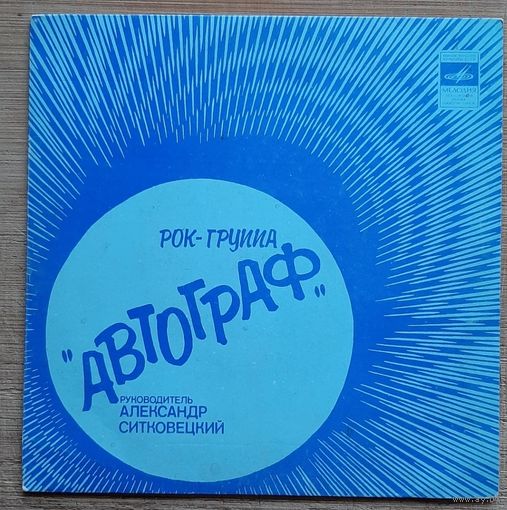 МЕЛОДИЯ
РОК-ГРУППА
"АВТОГРАФ"
РУКОВОДИТЕЛЬ
АЛЕКСАНДР
СИТКОВЕЦКИЙ